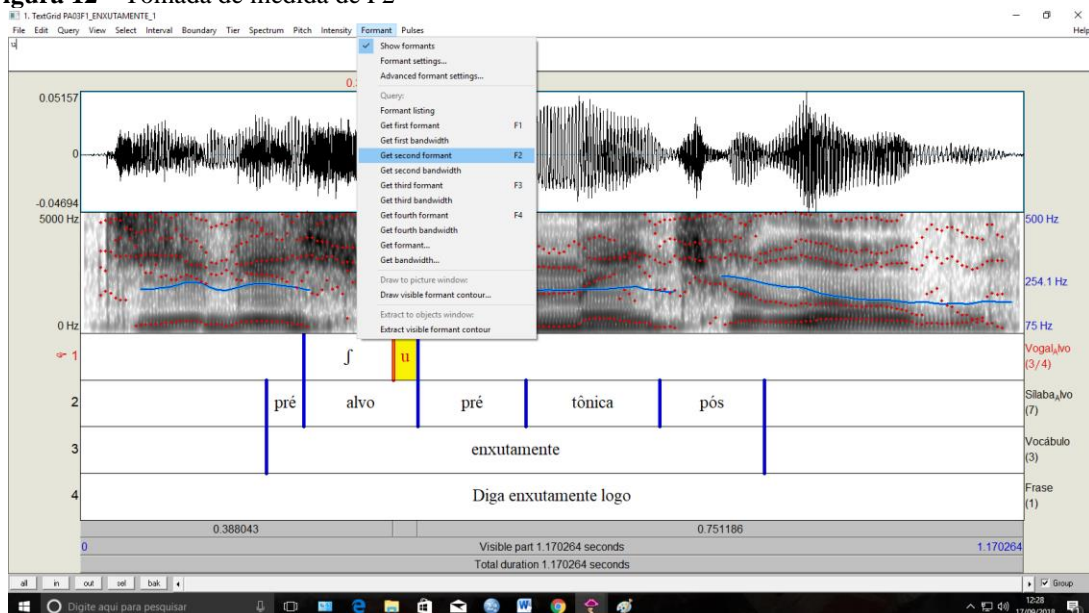 Figura 12 – Tomada de medida de F2
1. TextGrid PA03F1_ENXUTAMENTE_1
File Edit Query View Select Interval Boundary Tier Spectrum Pitch Intensity Formant Pulses Help
u
Show formants
Formant settings...
Advanced formant settings...
Query:
Formant listing
Get first formant F1
Get first bandwidth
Get second formant F2
Get second bandwidth
Get third formant F3
Get third bandwidth
Get fourth formant F4
Get fourth bandwidth
Get formant...
Get bandwidth...
Draw to picture window:
Draw visible formant contour...
Extract to objects window:
Extract visible formant contour
0.05157
0
-0.04694
5000 Hz 500 Hz
254.1 Hz
0 Hz 75 Hz
1 ʃ u VogalAlvo
(3/4)
2 pré alvo pré tônica pós SílabaAlvo
(7)
3 enxutamente Vocábulo
(3)
4 Diga enxutamente logo Frase
(1)
0.388043 0.751186
0 Visible part 1.170264 seconds 1.170264
Total duration 1.170264 seconds
all in out sel bak Group
Digite aqui para pesquisar 12:28
17/09/2018